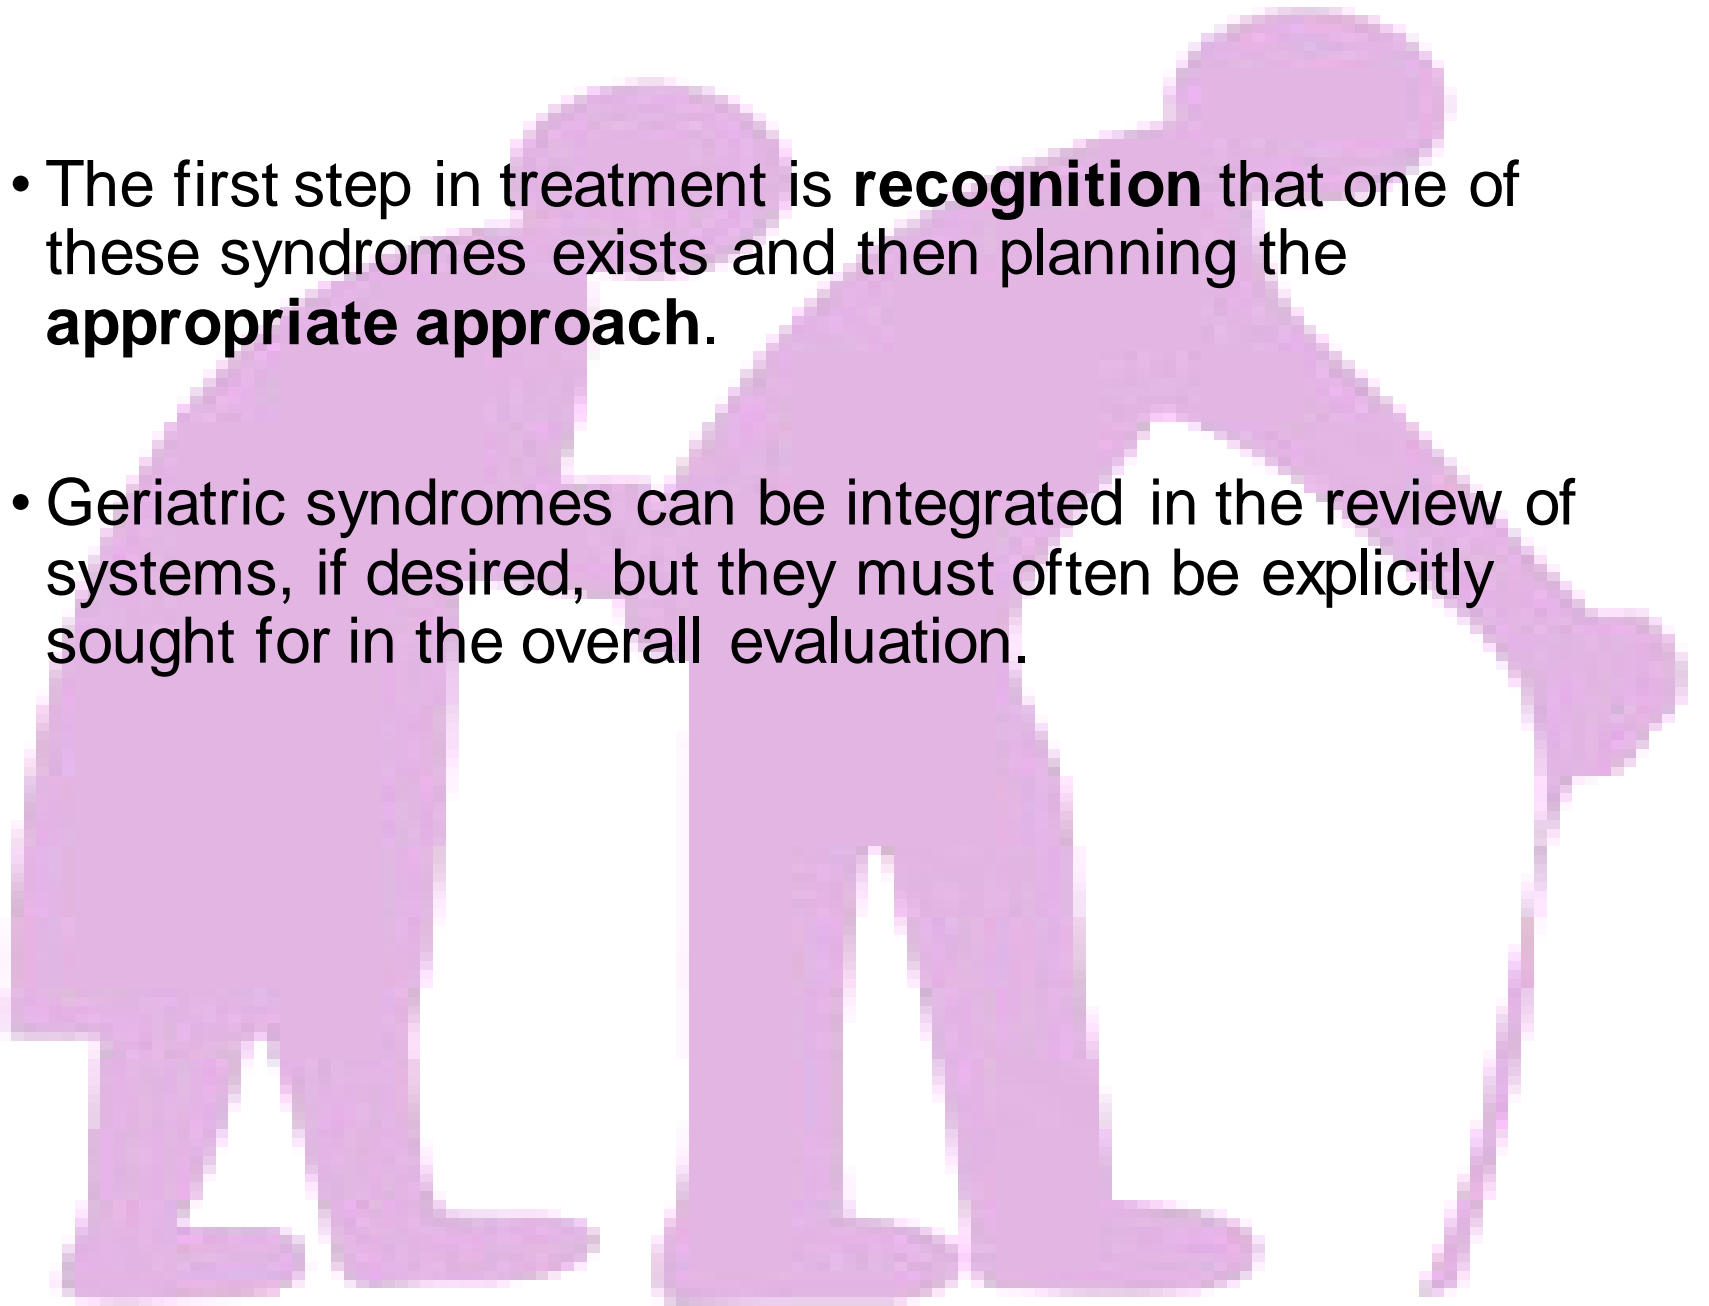 • The first step in treatment is recognition that one of
these syndromes exists and then planning the
appropriate approach.
• Geriatric syndromes can be integrated in the review of
systems, if desired, but they must often be explicitly
sought for in the overall evaluation.